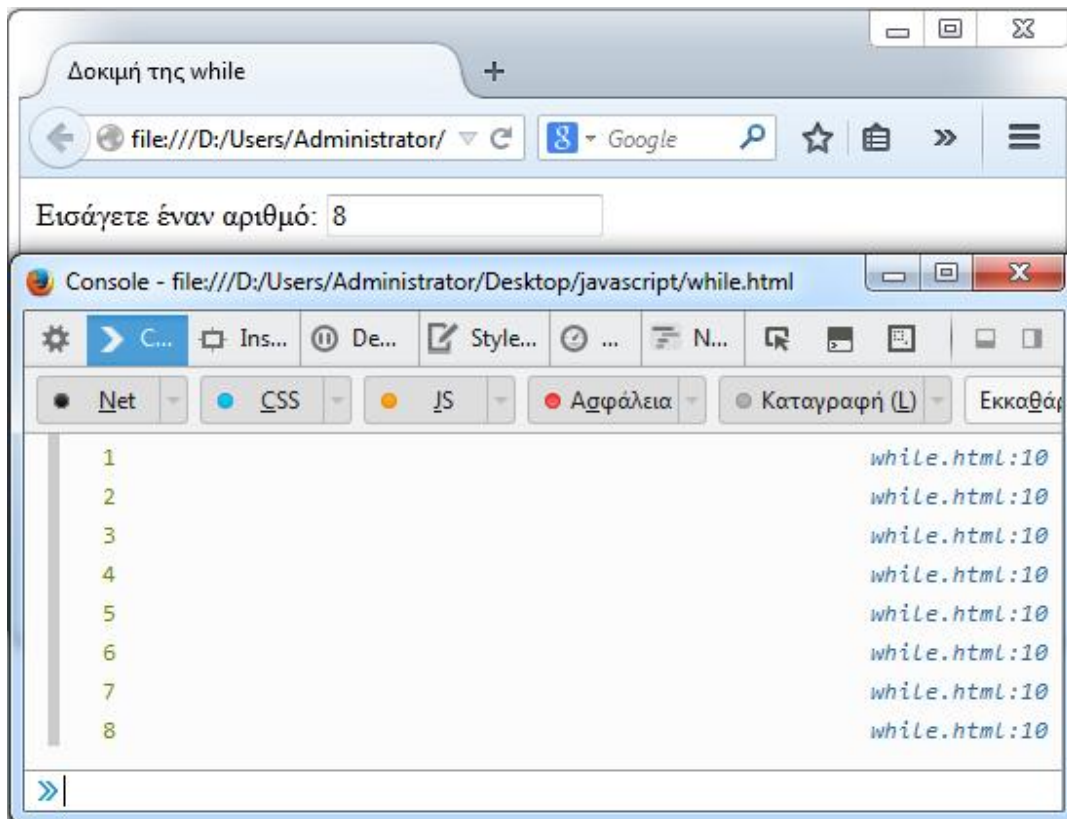 Δοκιμή της while
file:///D:/Users/Administrator/
Google
Εισάγετε έναν αριθμό: 8
Console - file:///D:/Users/Administrator/Desktop/javascript/while.html
C... Ins... De... Style... ... N...
Net CSS JS Ασφάλεια Καταγραφή (L) Εκκαθάρ
1 while.html:10
2 while.html:10
3 while.html:10
4 while.html:10
5 while.html:10
6 while.html:10
7 while.html:10
8 while.html:10